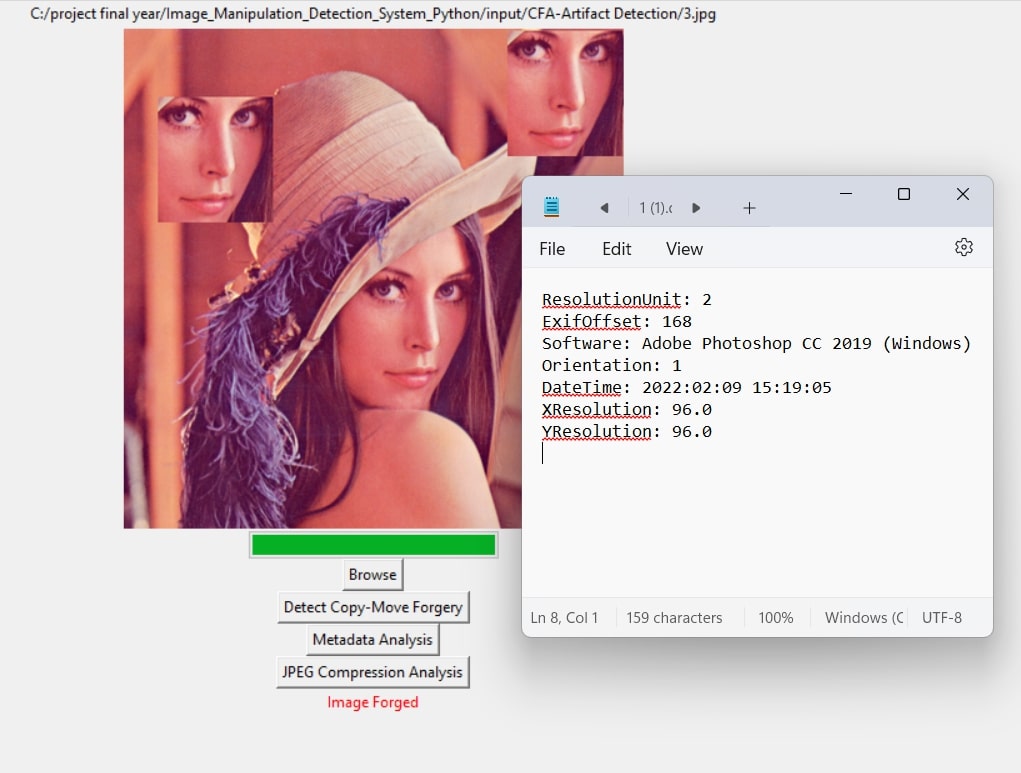 C:/project final year/Image_Manipulation_Detection_System_Python/input/CFA-Artifact Detection/3.jpg
1 (1).
File Edit View
ResolutionUnit: 2
ExifOffset: 168
Software: Adobe Photoshop CC 2019 (Windows)
Orientation: 1
DateTime: 2022:02:09 15:19:05
XResolution: 96.0
YResolution: 96.0
Ln 8, Col 1 159 characters 100% Windows (C UTF-8
Browse
Detect Copy-Move Forgery
Metadata Analysis
JPEG Compression Analysis
Image Forged